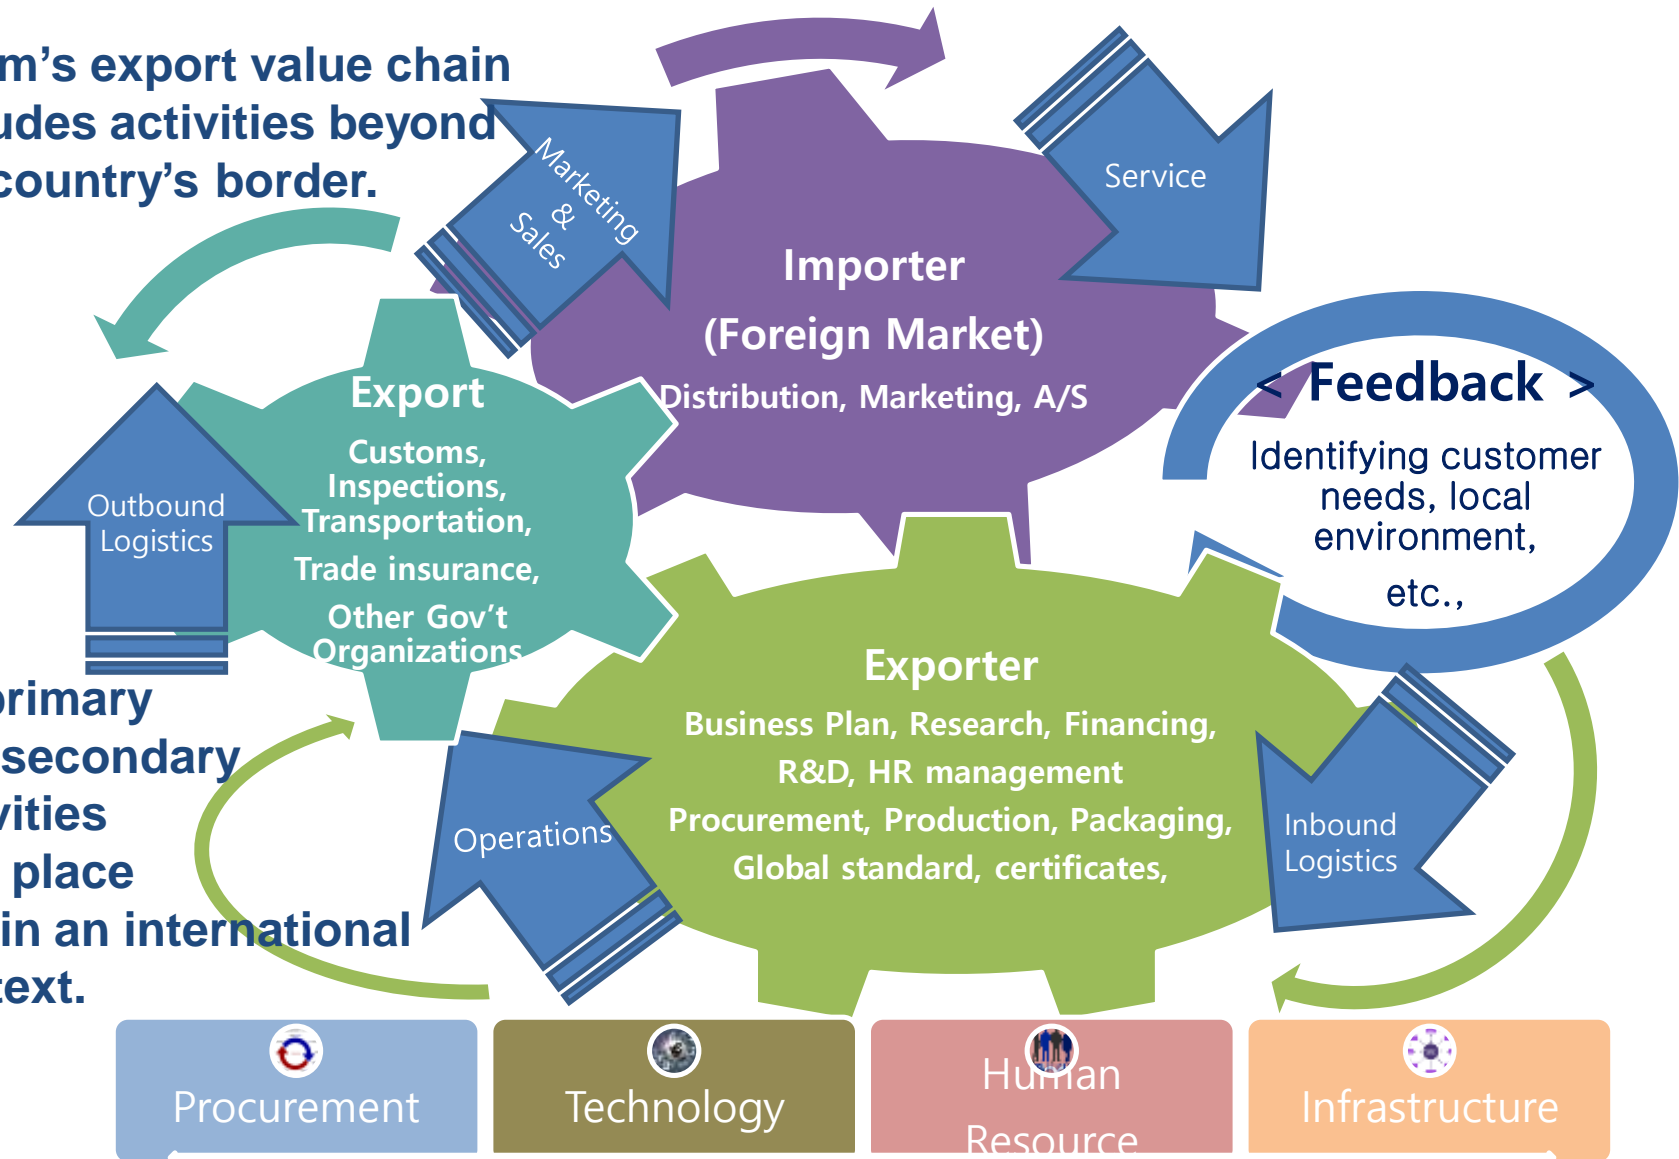 m's export value chain
udes activities beyond
country's border.
Marketing
&
Sales
Service
Importer
(Foreign Market)
Distribution, Marketing, A/S
Export
Customs,
Inspections,
Transportation,
Trade insurance,
Other Gov't
Organizations
Outbound
Logistics
< Feedback >
Identifying customer
needs, local
environment,
etc.,
primary
secondary
vities
place
in an international
text.
Exporter
Business Plan, Research, Financing,
R&D, HR management
Procurement, Production, Packaging,
Global standard, certificates,
Operations
Inbound
Logistics
Procurement
Technology
Human
Resource
Infrastructure